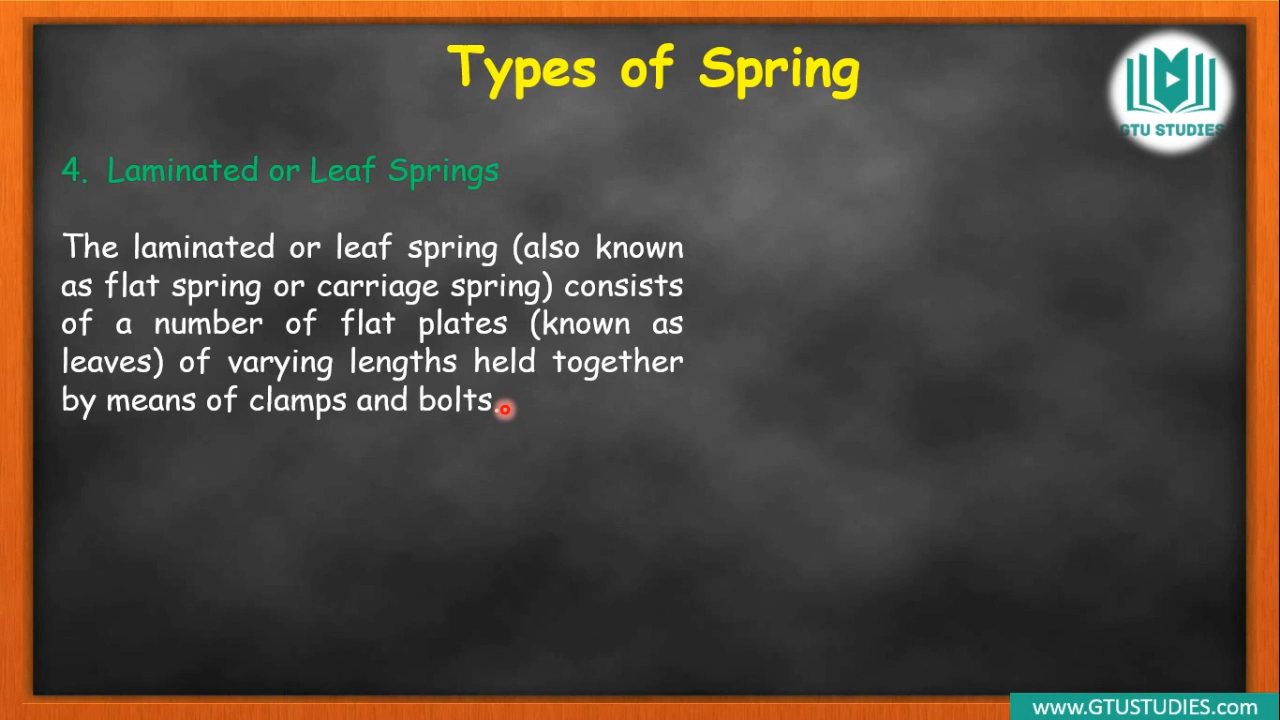 Types of Spring
GTU STUDIES
4. Laminated or Leaf Springs
The laminated or leaf spring (also known
as flat spring or carriage spring) consists
of a number of flat plates (known as
leaves) of varying lengths held together
by means of clamps and bolts.
www.GTUSTUDIES.com